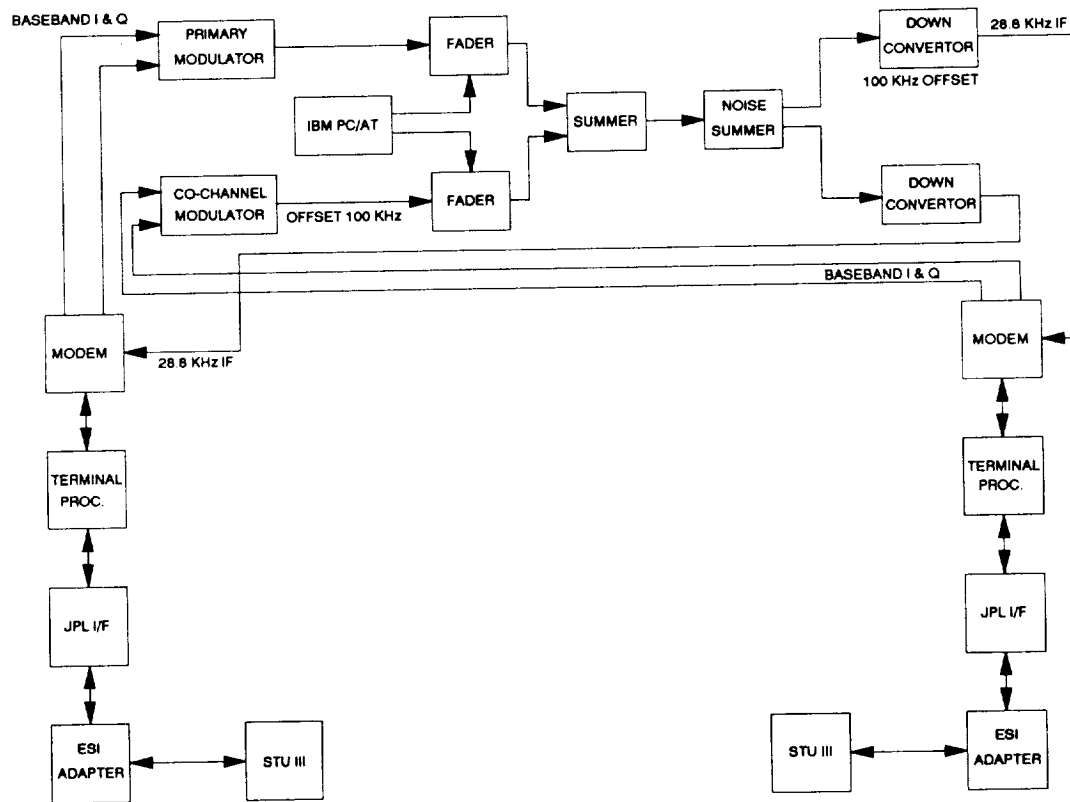 BASEBAND I & Q
PRIMARY
MODULATOR
FADER
DOWN
CONVERTOR
28.8 KHz IF
100 KHz OFFSET
IBM PC/AT
SUMMER
NOISE
SUMMER
CO-CHANNEL
MODULATOR
OFFSET 100 KHz
FADER
DOWN
CONVERTOR
BASEBAND I & Q
MODEM
28.8 KHz IF
MODEM
TERMINAL
PROC.
TERMINAL
PROC.
JPL I/F
JPL I/F
ESI
ADAPTER
STU III
STU III
ESI
ADAPTER